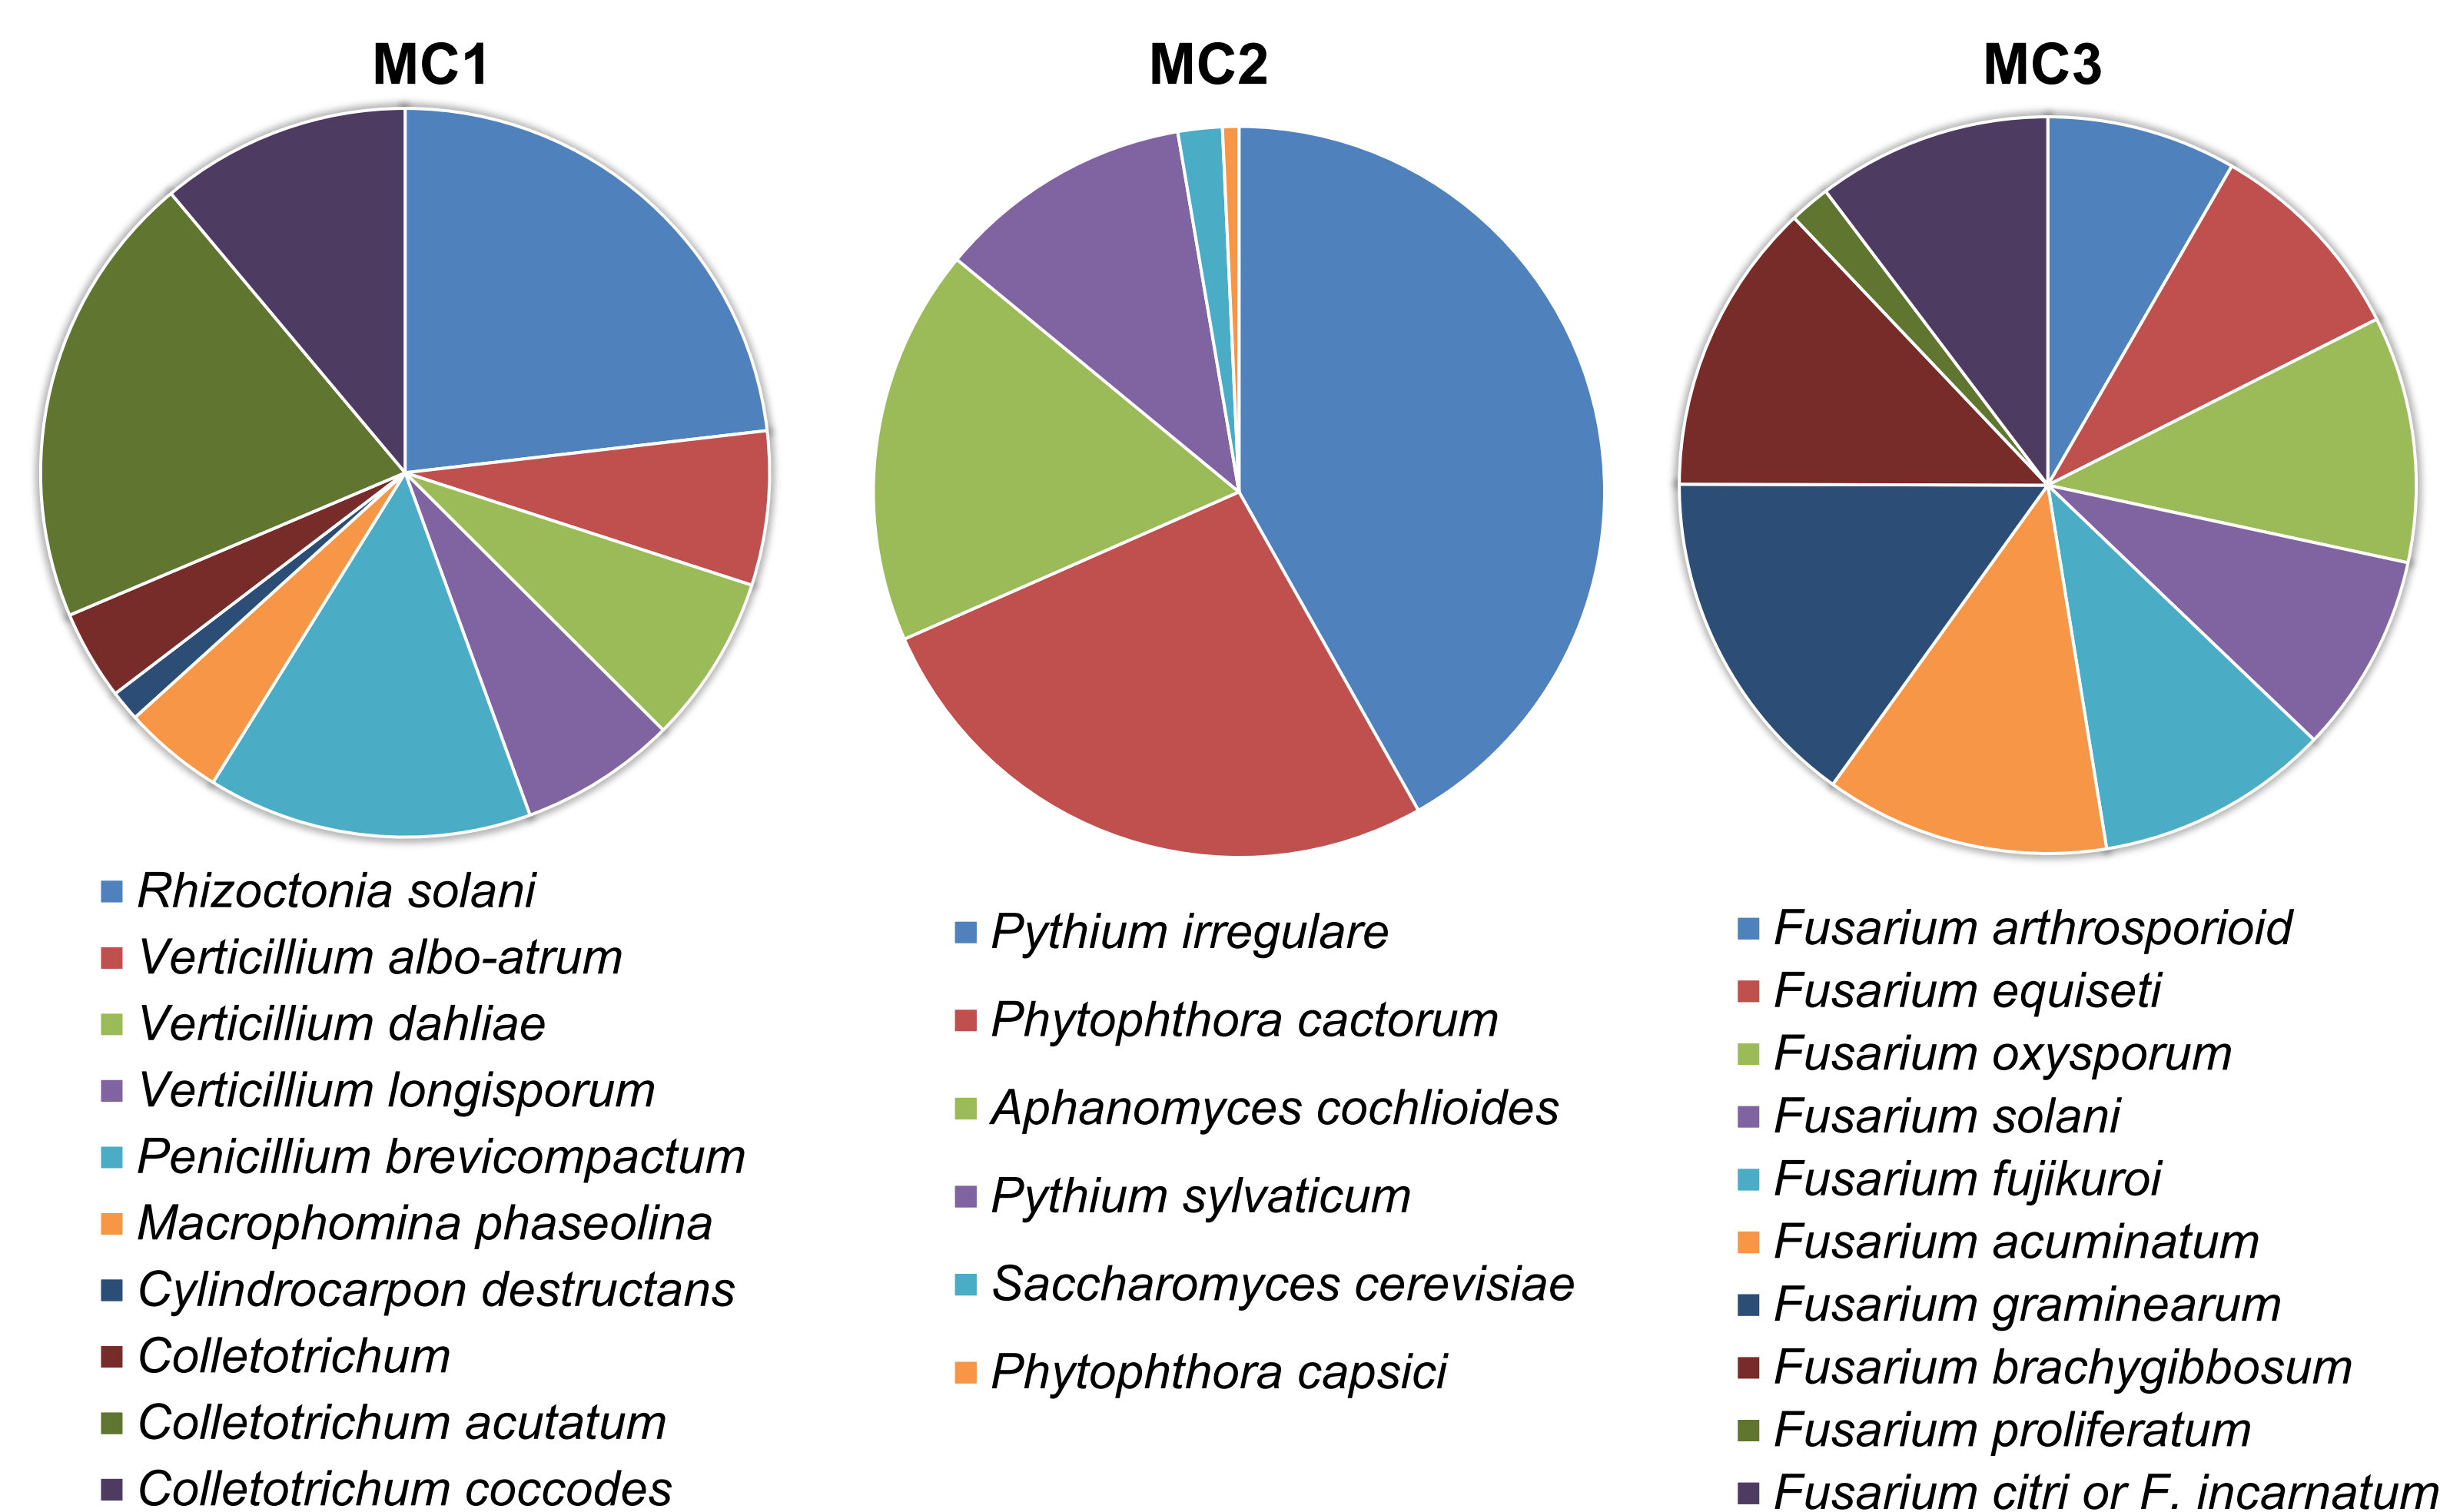 MC1
Rhizoctonia solani
Verticillium albo-atrum
Verticillium dahliae
Verticillium longisporum
Penicillium brevicompactum
Macrophomina phaseolina
Cylindrocarpon destructans
Colletotrichum
Colletotrichum acutatum
Colletotrichum coccodes
MC2
Pythium irregulare
Phytophthora cactorum
Aphanomyces cochlioides
Pythium sylvaticum
Saccharomyces cerevisiae
Phytophthora capsici
MC3
Fusarium arthrosporioid
Fusarium equiseti
Fusarium oxysporum
Fusarium solani
Fusarium fujikuroi
Fusarium acuminatum
Fusarium graminearum
Fusarium brachygibbosum
Fusarium proliferatum
Fusarium citri or F. incarnatum